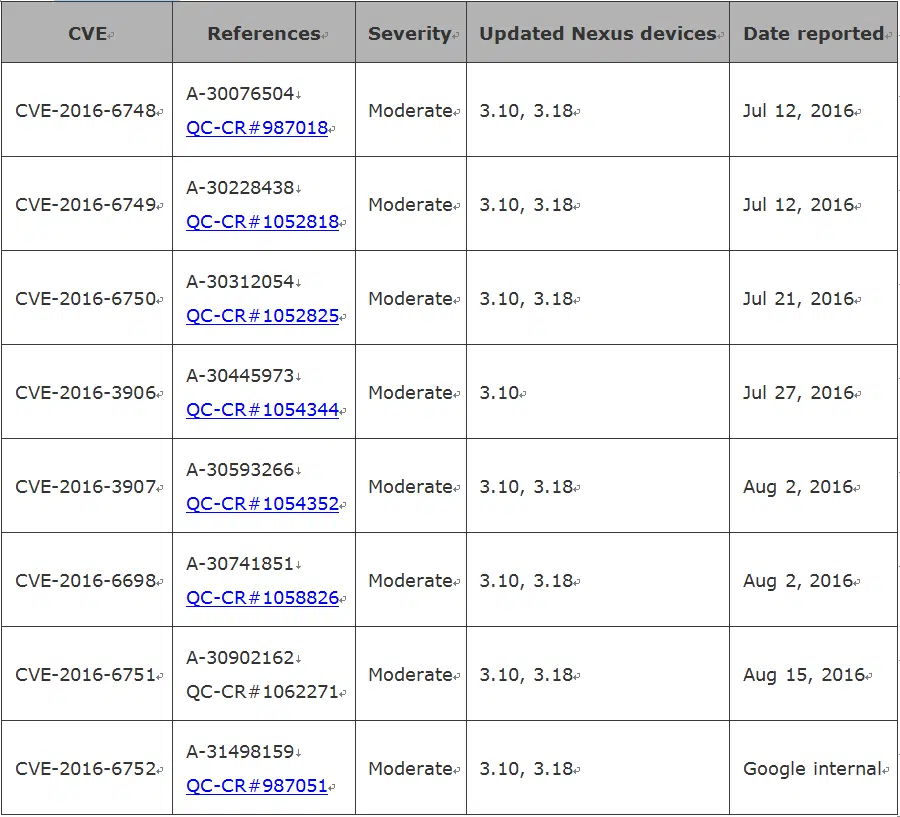 CVE References Severity Updated Nexus devices Date reported
CVE-2016-6748 A-30076504 Moderate 3.10, 3.18 Jul 12, 2016
QC-CR#987018
CVE-2016-6749 A-30228438 Moderate 3.10, 3.18 Jul 12, 2016
QC-CR#1052818
CVE-2016-6750 A-30312054 Moderate 3.10, 3.18 Jul 21, 2016
QC-CR#1052825
CVE-2016-3906 A-30445973 Moderate 3.10 Jul 27, 2016
QC-CR#1054344
CVE-2016-3907 A-30593266 Moderate 3.10, 3.18 Aug 2, 2016
QC-CR#1054352
CVE-2016-6698 A-30741851 Moderate 3.10, 3.18 Aug 2, 2016
QC-CR#1058826
CVE-2016-6751 A-30902162 Moderate 3.10, 3.18 Aug 15, 2016
QC-CR#1062271
CVE-2016-6752 A-31498159 Moderate 3.10, 3.18 Google internal
QC-CR#987051